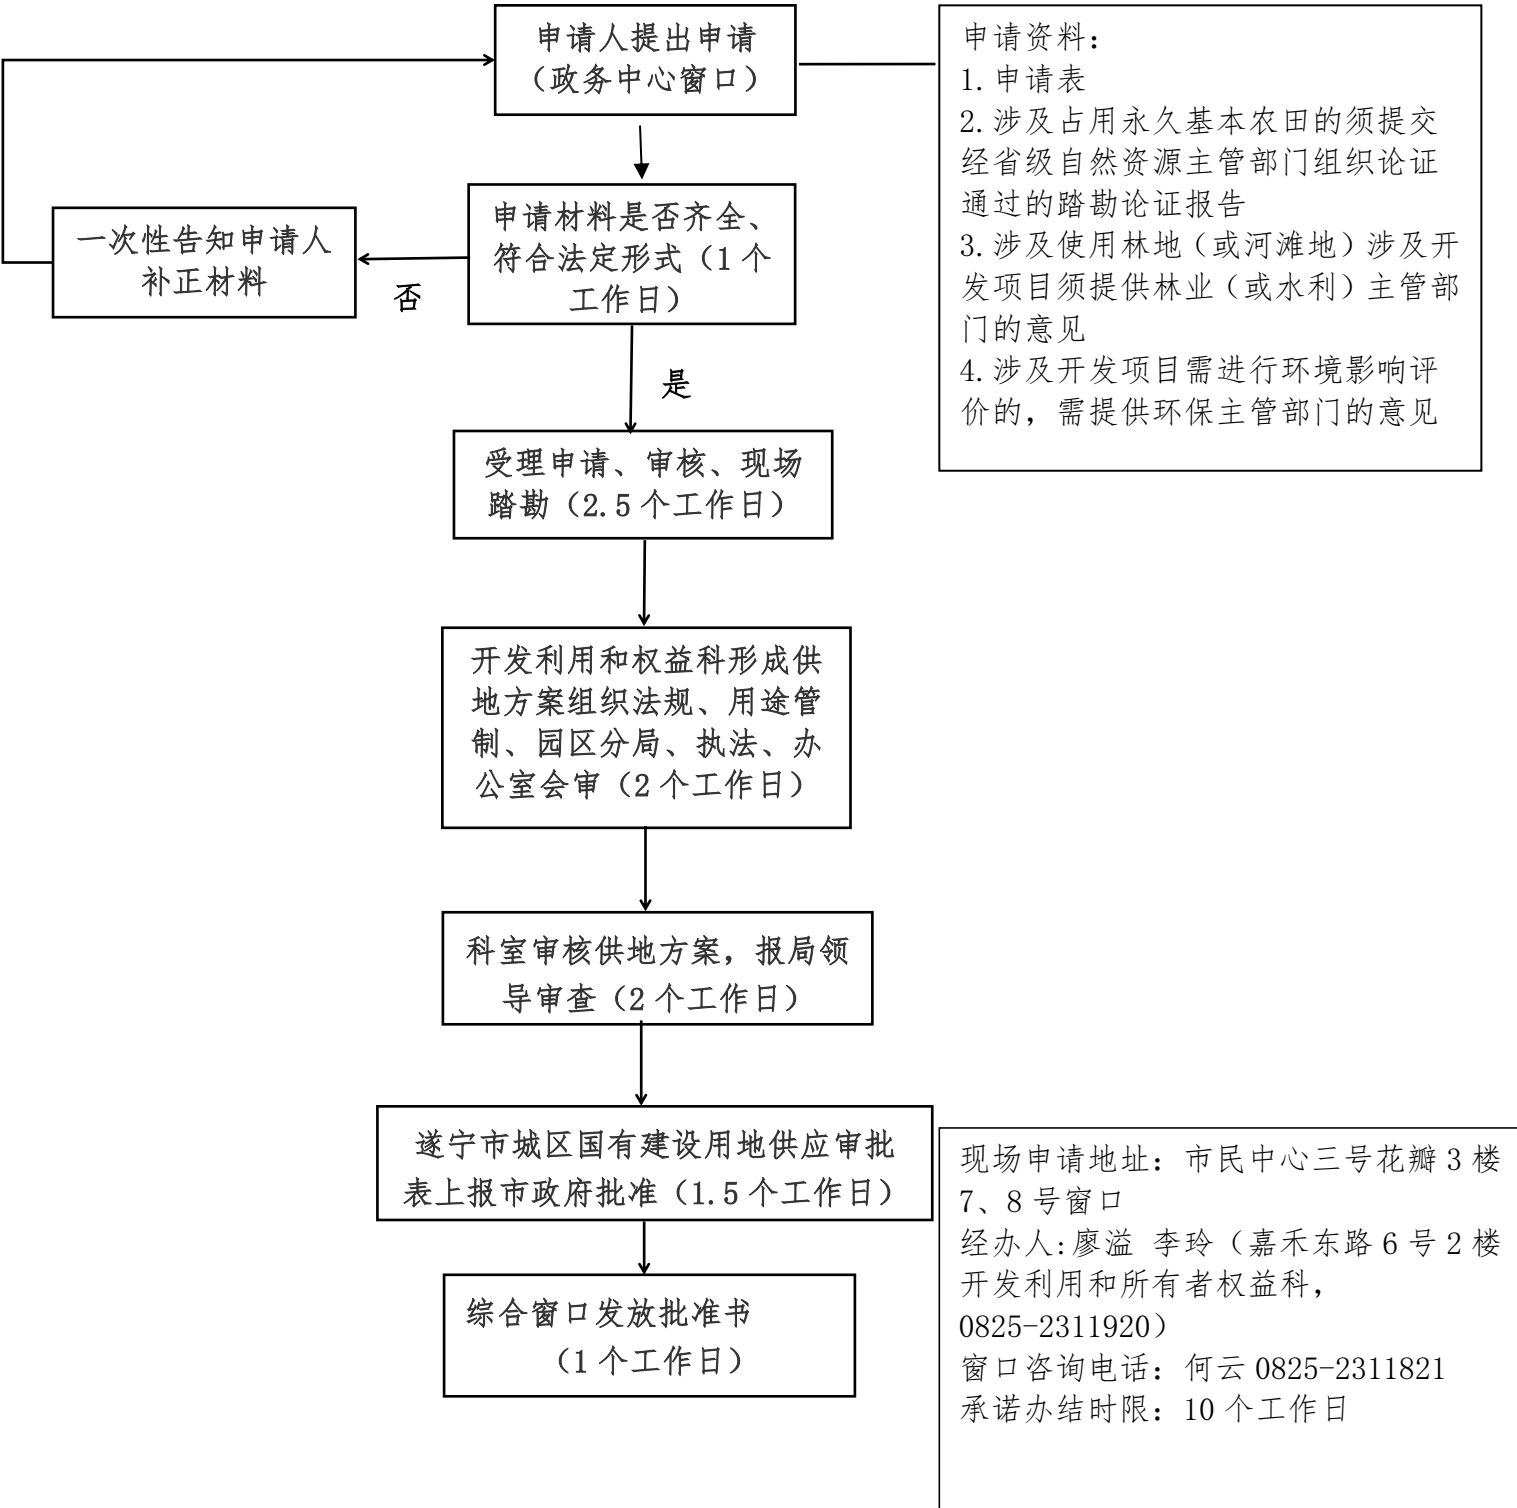 申请人提出申请
（政务中心窗口）
申请资料：
1.申请表
2.涉及占用永久基本农田的须提交
经省级自然资源主管部门组织论证
通过的踏勘论证报告
3.涉及使用林地（或河滩地）涉及开
发项目须提供林业（或水利）主管部
门的意见
4.涉及开发项目需进行环境影响评
价的，需提供环保主管部门的意见
申请材料是否齐全、
符合法定形式（1 个
工作日）
一次性告知申请人
补正材料
否
是
受理申请、审核、现场
踏勘（2.5 个工作日）
开发利用和权益科形成供
地方案组织法规、用途管
制、园区分局、执法、办
公室会审（2 个工作日）
科室审核供地方案，报局领
导审查（2 个工作日）
遂宁市城区国有建设用地供应审批
表上报市政府批准（1.5 个工作日）
综合窗口发放批准书
（1 个工作日）
现场申请地址：市民中心三号花瓣 3 楼
7、8 号窗口
经办人:廖溢 李玲（嘉禾东路 6 号 2 楼
开发利用和所有者权益科，
0825-2311920）
窗口咨询电话：何云 0825-2311821
承诺办结时限：10 个工作日